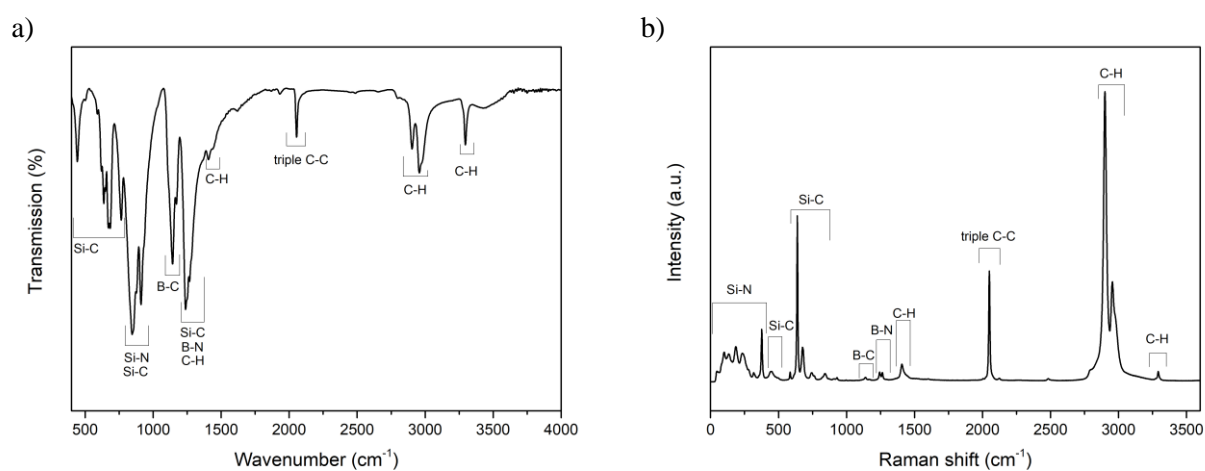 a)
Transmission (%)
Si-C
Si-N
Si-C
B-C
Si-C
B-N
C-H
C-H
triple C-C
C-H
C-H
500 1000 1500 2000 2500 3000 3500 4000
Wavenumber (cm-1)
b)
Intensity (a.u.)
Si-N
Si-C
Si-C
B-C
B-N
C-H
triple C-C
C-H
C-H
0 500 1000 1500 2000 2500 3000 3500
Raman shift (cm-1)